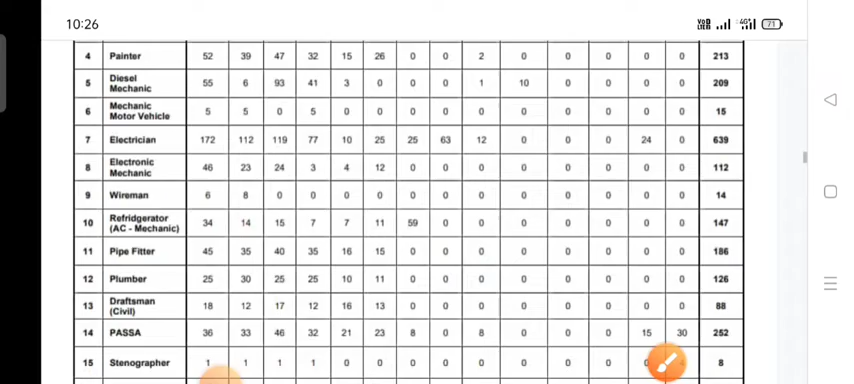 10:26
VoD LTE1 4G+ 71
4 Painter 52 39 47 32 15 26 0 0 2 0 0 0 0 0 213
5 Diesel Mechanic 55 6 93 41 3 0 0 0 1 10 0 0 0 0 209
6 Mechanic Motor Vehicle 5 5 0 5 0 0 0 0 0 0 0 0 0 0 15
7 Electrician 172 112 119 77 10 25 25 63 12 0 0 0 24 0 639
8 Electronic Mechanic 46 23 24 3 4 12 0 0 0 0 0 0 0 0 112
9 Wireman 6 8 0 0 0 0 0 0 0 0 0 0 0 0 14
10 Refridgerator (AC - Mechanic) 34 14 15 7 7 11 59 0 0 0 0 0 0 0 147
11 Pipe Fitter 45 35 40 35 16 15 0 0 0 0 0 0 0 0 186
12 Plumber 25 30 25 25 10 11 0 0 0 0 0 0 0 0 126
13 Draftsman (Civil) 18 12 17 12 16 13 0 0 0 0 0 0 0 0 88
14 PASSA 36 33 46 32 21 23 8 0 8 0 0 0 15 30 252
15 Stenographer 1 1 1 1 0 0 0 0 0 0 0 8